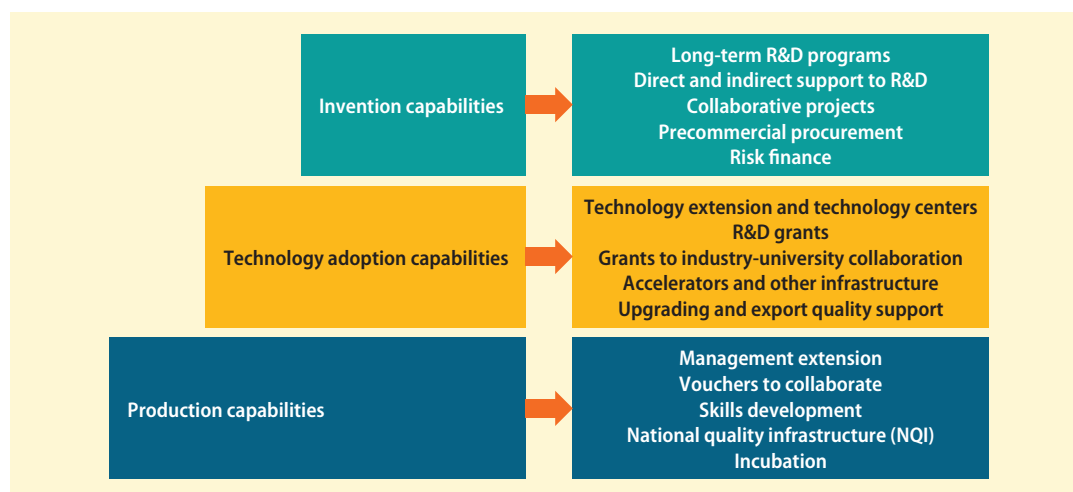 Invention capabilities
Long-term R&D programs
Direct and indirect support to R&D
Collaborative projects
Precommercial procurement
Risk finance
Technology adoption capabilities
Technology extension and technology centers
R&D grants
Grants to industry-university collaboration
Accelerators and other infrastructure
Upgrading and export quality support
Production capabilities
Management extension
Vouchers to collaborate
Skills development
National quality infrastructure (NQI)
Incubation